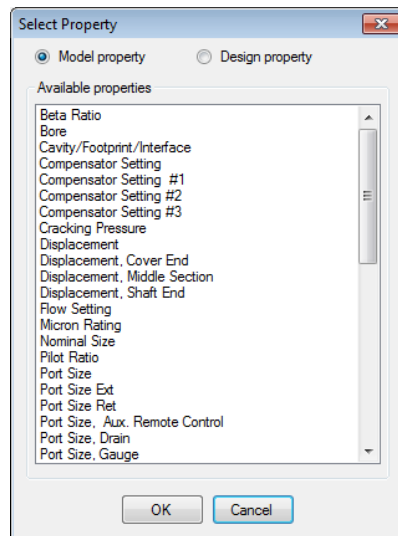 Select Property
Model property Design property
Available properties
Beta Ratio
Bore
Cavity/Footprint/Interface
Compensator Setting
Compensator Setting  #1
Compensator Setting #2
Compensator Setting #3
Cracking Pressure
Displacement
Displacement, Cover End
Displacement, Middle Section
Displacement, Shaft End
Flow Setting
Micron Rating
Nominal Size
Pilot Ratio
Port Size
Port Size Ext
Port Size Ret
Port Size,  Aux. Remote Control
Port Size, Drain
Port Size, Gauge
OK Cancel